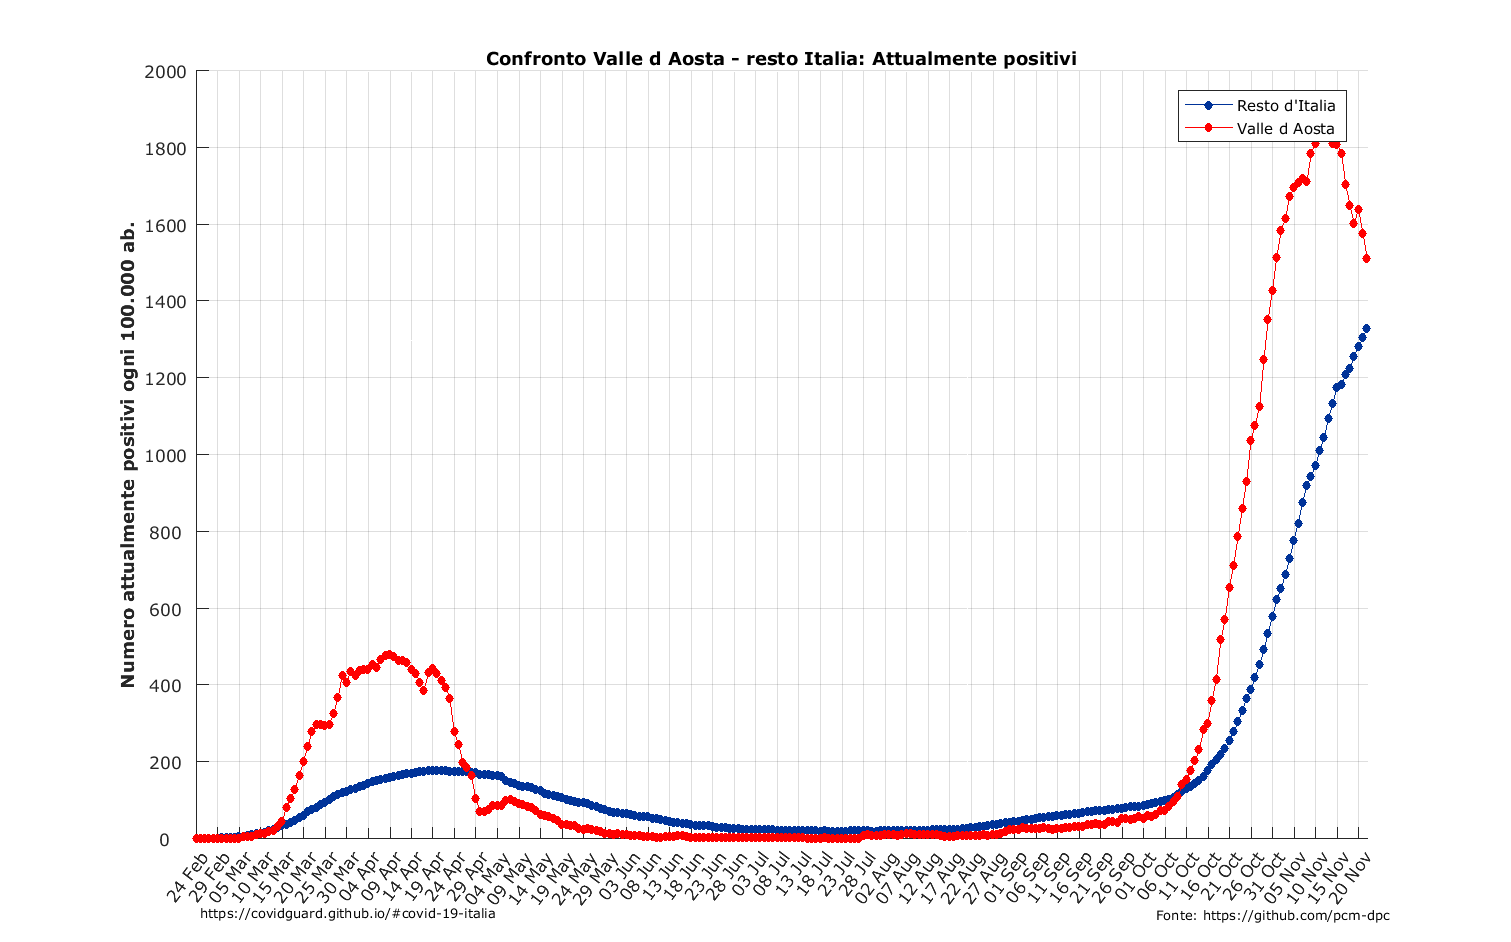 Confronto Valle d Aosta - resto Italia: Attualmente positivi
Resto d'Italia
Valle d Aosta
Numero attualmente positivi ogni 100.000 ab.
2000
1800
1600
1400
1200
1000
800
600
400
200
0
24 Feb
29 Feb
05 Mar
10 Mar
15 Mar
20 Mar
25 Mar
30 Mar
04 Apr
09 Apr
14 Apr
19 Apr
24 Apr
29 Apr
04 May
09 May
14 May
19 May
24 May
29 May
03 Jun
08 Jun
13 Jun
18 Jun
23 Jun
28 Jun
03 Jul
08 Jul
13 Jul
18 Jul
23 Jul
28 Jul
02 Aug
07 Aug
12 Aug
17 Aug
22 Aug
27 Aug
01 Sep
06 Sep
11 Sep
16 Sep
21 Sep
26 Sep
01 Oct
06 Oct
11 Oct
16 Oct
21 Oct
26 Oct
31 Oct
05 Nov
10 Nov
15 Nov
20 Nov
https://covidguard.github.io/#covid-19-italia
Fonte: https://github.com/pcm-dpc